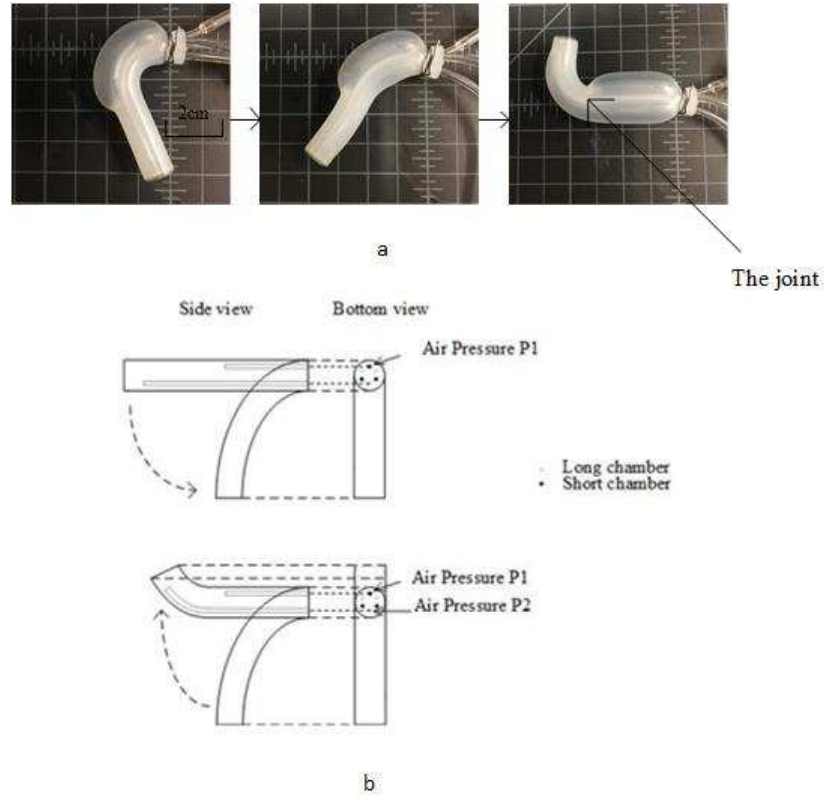 2cm
a
The joint
Side view
Bottom view
Air Pressure P1
Long chamber
Short chamber
Air Pressure P1
Air Pressure P2
b